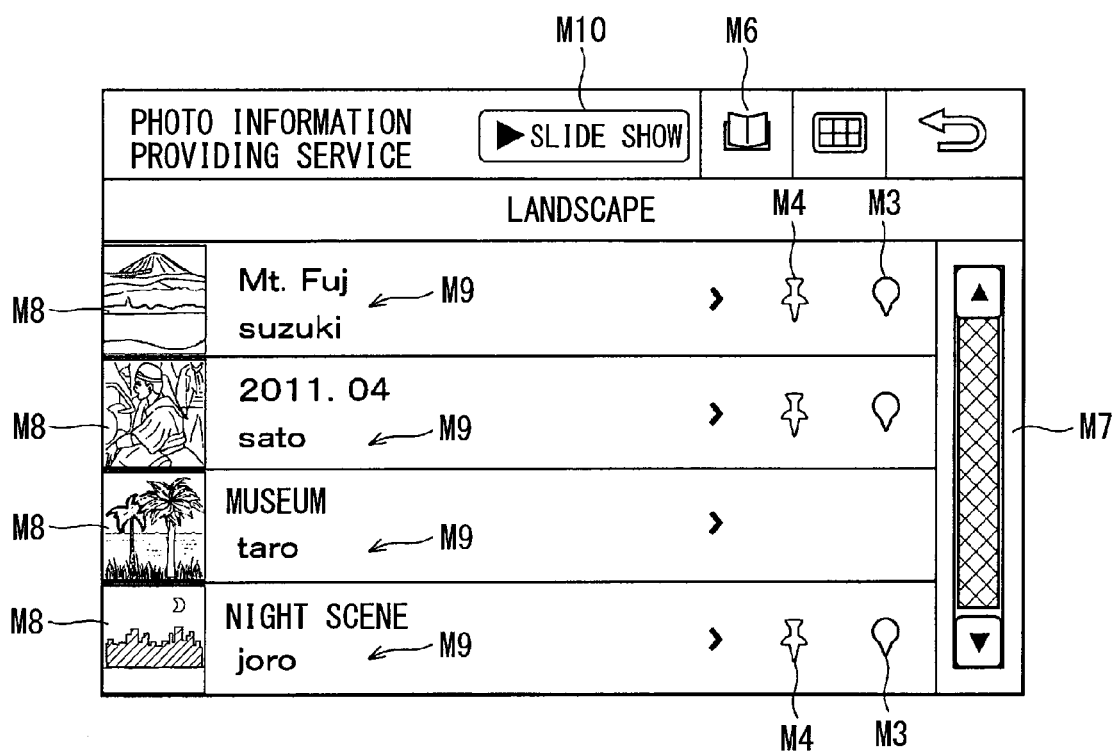 M10 M6
PHOTO INFORMATION
PROVIDING SERVICE
SLIDE SHOW
LANDSCAPE M4 M3
Mt. Fuj
M8 M9
suzuki
2011. 04
M8 sato M9 M7
MUSEUM
M8 taro M9
NIGHT SCENE
M8 joro M9
M4 M3